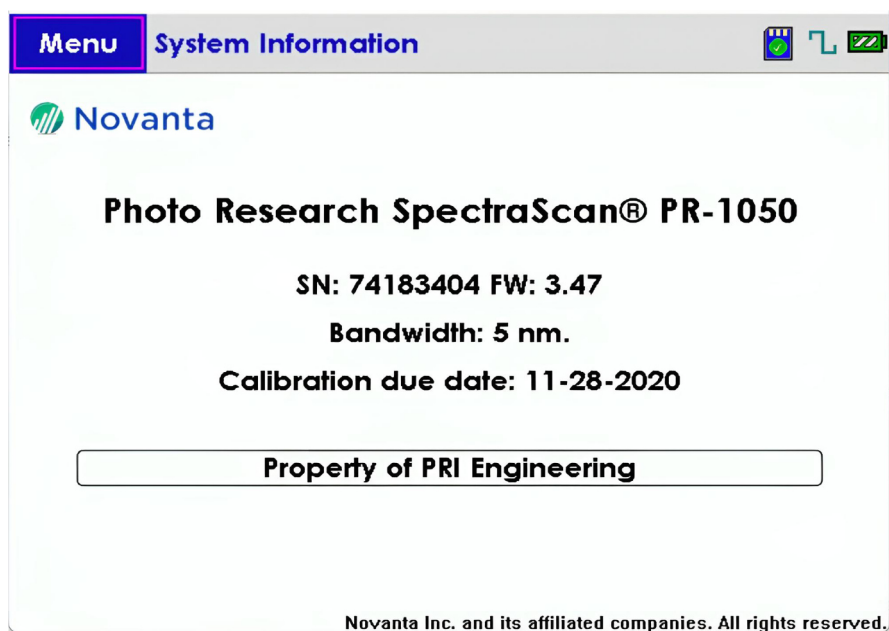 Menu System Information
Novanta
Photo Research SpectraScan® PR-1050
SN: 74183404 FW: 3.47
Bandwidth: 5 nm.
Calibration due date: 11-28-2020
Property of PRI Engineering
Novanta Inc. and its affiliated companies. All rights reserved.